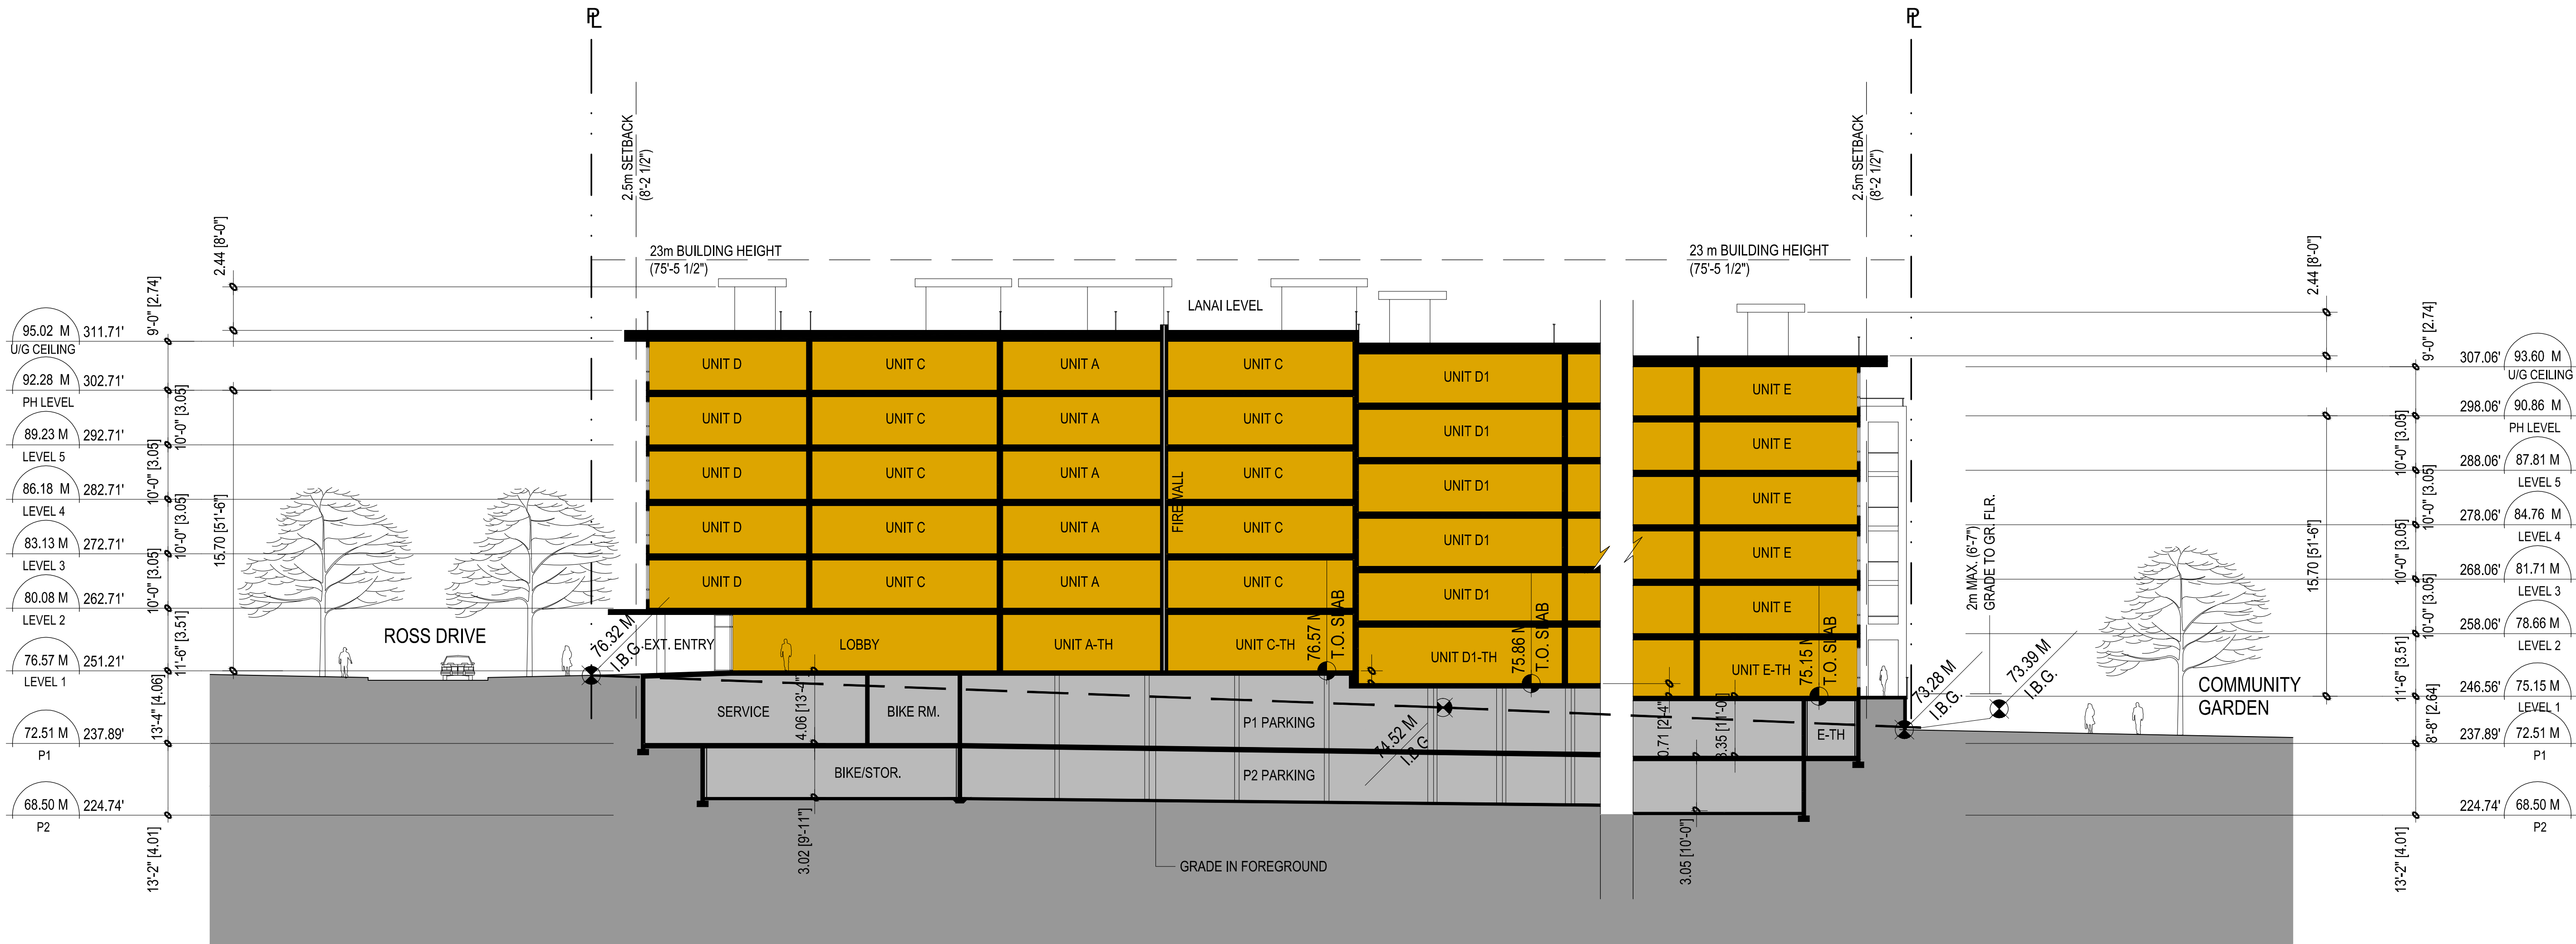 PL
PL
2.5m SETBACK
(8'-2 1/2")
2.5m SETBACK
(8'-2 1/2")
23m BUILDING HEIGHT
(75'-5 1/2")
23 m BUILDING HEIGHT
(75'-5 1/2")
LANAI LEVEL
2.44 [8'-0"]
9'-0" [2.74]
95.02 M 311.71'
U/G CEILING
92.28 M 302.71'
PH LEVEL
10'-0" [3.05]
89.23 M 292.71'
LEVEL 5
10'-0" [3.05]
86.18 M 282.71'
LEVEL 4
10'-0" [3.05]
83.13 M 272.71'
LEVEL 3
10'-0" [3.05]
80.08 M 262.71'
LEVEL 2
10'-0" [3.05]
76.57 M 251.21'
LEVEL 1
11'-6" [3.51]
72.51 M 237.89'
P1
13'-4" [4.06]
68.50 M 224.74'
P2
13'-2" [4.01]
15.70 [51'-6"]
ROSS DRIVE
UNIT D UNIT C UNIT A UNIT C UNIT D1 UNIT E
UNIT D UNIT C UNIT A UNIT C UNIT D1 UNIT E
UNIT D UNIT C UNIT A UNIT C UNIT D1 UNIT E
UNIT D UNIT C UNIT A UNIT C UNIT D1 UNIT E
UNIT D UNIT C UNIT A UNIT C UNIT D1 UNIT E
FIREWALL
EXT. ENTRY LOBBY UNIT A-TH UNIT C-TH UNIT D1-TH UNIT E-TH
76.32 M
I.B.G.
76.57 M
T.O. SLAB
75.86 M
T.O. SLAB
75.15 M
T.O. SLAB
SERVICE BIKE RM. P1 PARKING E-TH
4.06 [13'-4"]
74.52 M
I.B.G.
0.71 [2'-4"]
3.35 [11'-0"]
BIKE/STOR. P2 PARKING
3.02 [9'-11"]
3.05 [10'-0"]
GRADE IN FOREGROUND
73.28 M
I.B.G.
73.39 M
I.B.G.
2m MAX. (6'-7")
GRADE TO GR. FLR.
COMMUNITY
GARDEN
2.44 [8'-0"]
15.70 [51'-6"]
9'-0" [2.74]
307.06' 93.60 M
U/G CEILING
298.06' 90.86 M
PH LEVEL
10'-0" [3.05]
288.06' 87.81 M
LEVEL 5
10'-0" [3.05]
278.06' 84.76 M
LEVEL 4
10'-0" [3.05]
268.06' 81.71 M
LEVEL 3
10'-0" [3.05]
258.06' 78.66 M
LEVEL 2
10'-0" [3.05]
246.56' 75.15 M
LEVEL 1
11'-6" [3.51]
237.89' 72.51 M
P1
8'-8" [2.64]
224.74' 68.50 M
P2
13'-2" [4.01]